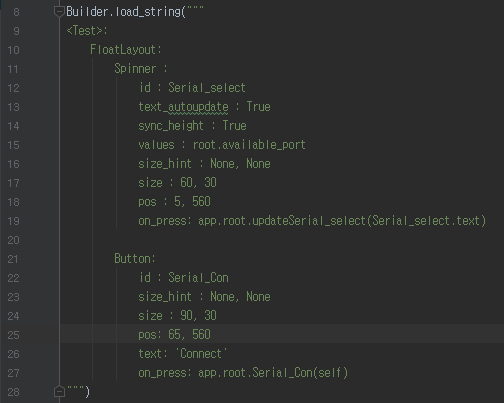 8 Builder.load_string("""
9 <Test>:
10     FloatLayout:
11         Spinner :
12             id : Serial_select
13             text_autoupdate : True
14             sync_height : True
15             values : root.available_port
16             size_hint : None, None
17             size : 60, 30
18             pos : 5, 560
19             on_press: app.root.updateSerial_select(Serial_select.text)
20
21         Button:
22             id : Serial_Con
23             size_hint : None, None
24             size : 90, 30
25             pos: 65, 560
26             text: 'Connect'
27             on_press: app.root.Serial_Con(self)
28 """)